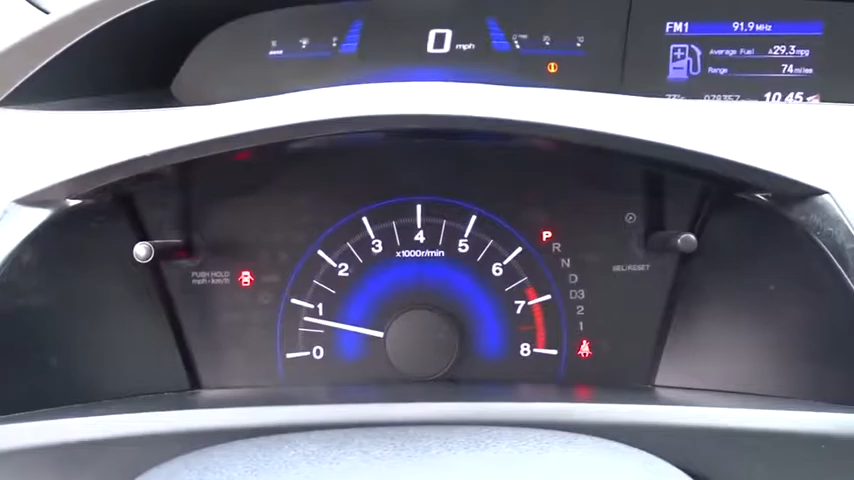 0 mph
FM1 91.9 MHz
Average Fuel A 29.3 mpg
Range 74 miles
10:45
4
3 5
x1000r/min
2 6
1 7
0 8
PUSH HOLD
mph↔km/h
SEL/RESET
P
R
N
D
D3
2
1